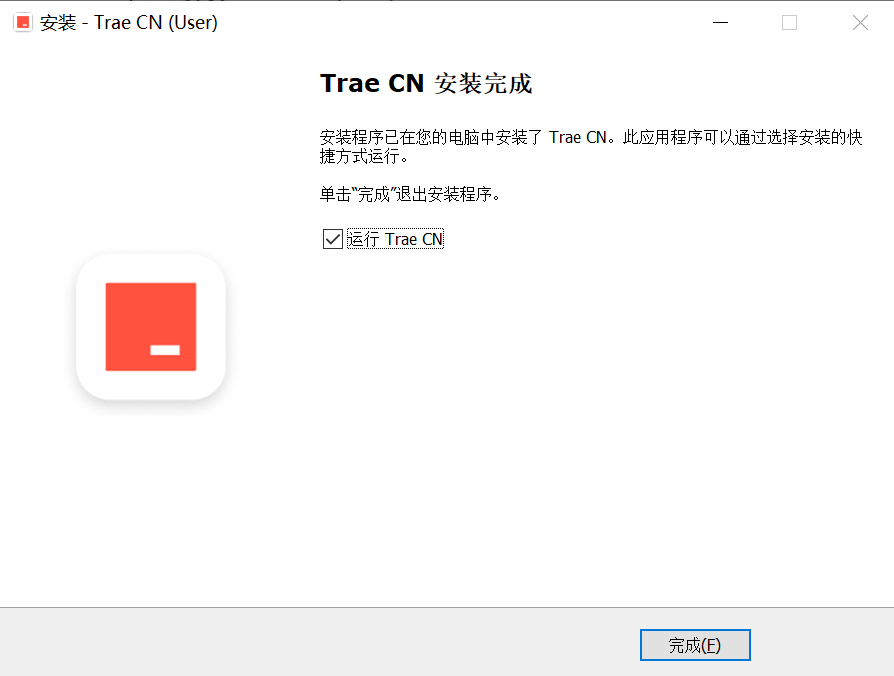 安装 - Trae CN (User)
Trae CN 安装完成
安装程序已在您的电脑中安装了 Trae CN。此应用程序可以通过选择安装的快
捷方式运行。
单击“完成”退出安装程序。
运行 Trae CN
完成(F)